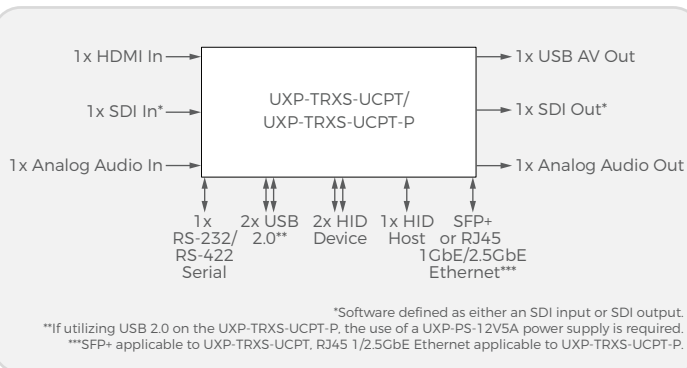 1x HDMI In
1x SDI In*
1x Analog Audio In
UXP-TRXS-UCPT/
UXP-TRXS-UCPT-P
1x USB AV Out
1x SDI Out*
1x Analog Audio Out
1x
RS-232/
RS-422
Serial
2x USB
2.0**
2x HID
Device
1x HID
Host
SFP+
or RJ45
1GbE/2.5GbE
Ethernet***
*Software defined as either an SDI input or SDI output.
**If utilizing USB 2.0 on the UXP-TRXS-UCPT-P, the use of a UXP-PS-12V5A power supply is required.
***SFP+ applicable to UXP-TRXS-UCPT, RJ45 1/2.5GbE Ethernet applicable to UXP-TRXS-UCPT-P.